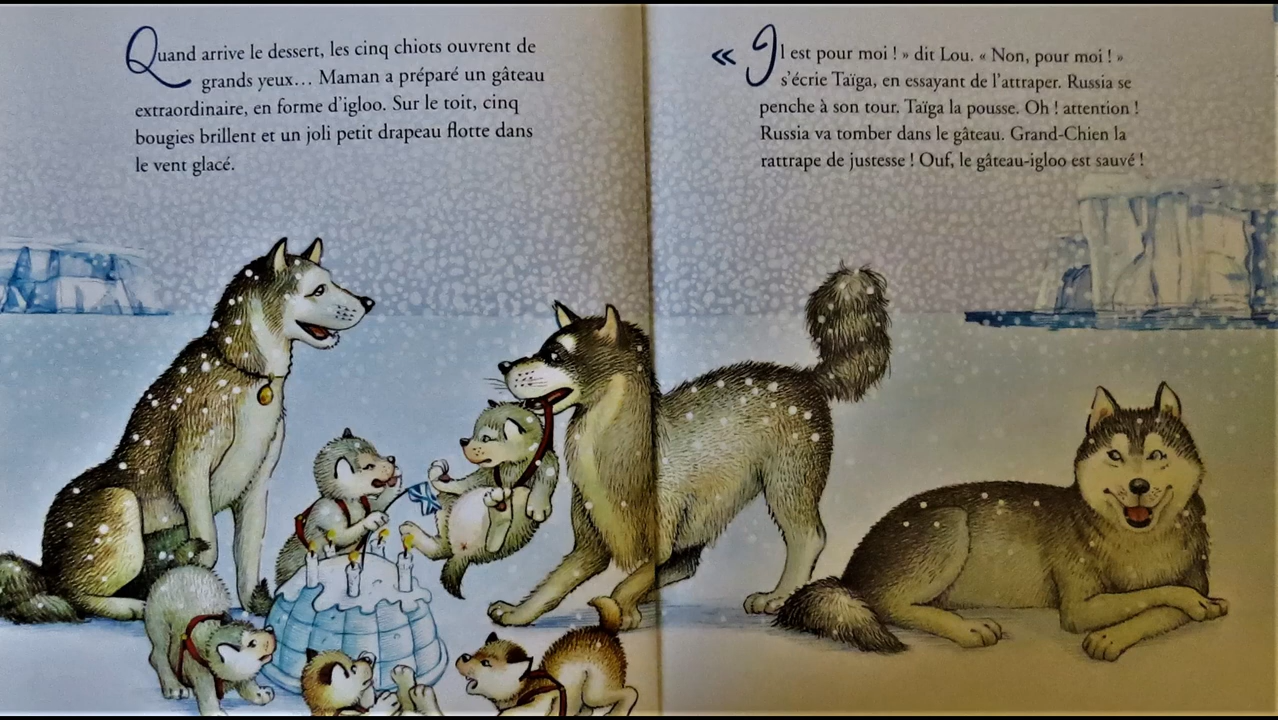 Quand arrive le dessert, les cinq chiots ouvrent de
grands yeux... Maman a préparé un gâteau
extraordinaire, en forme d'igloo. Sur le toit, cinq
bougies brillent et un joli petit drapeau flotte dans
le vent glacé.
« Il est pour moi ! » dit Lou. « Non, pour moi ! »
s'écrie Taïga, en essayant de l'attraper. Russia se
penche à son tour. Taïga la pousse. Oh ! attention !
Russia va tomber dans le gâteau. Grand-Chien la
rattrape de justesse ! Ouf, le gâteau-igloo est sauvé !